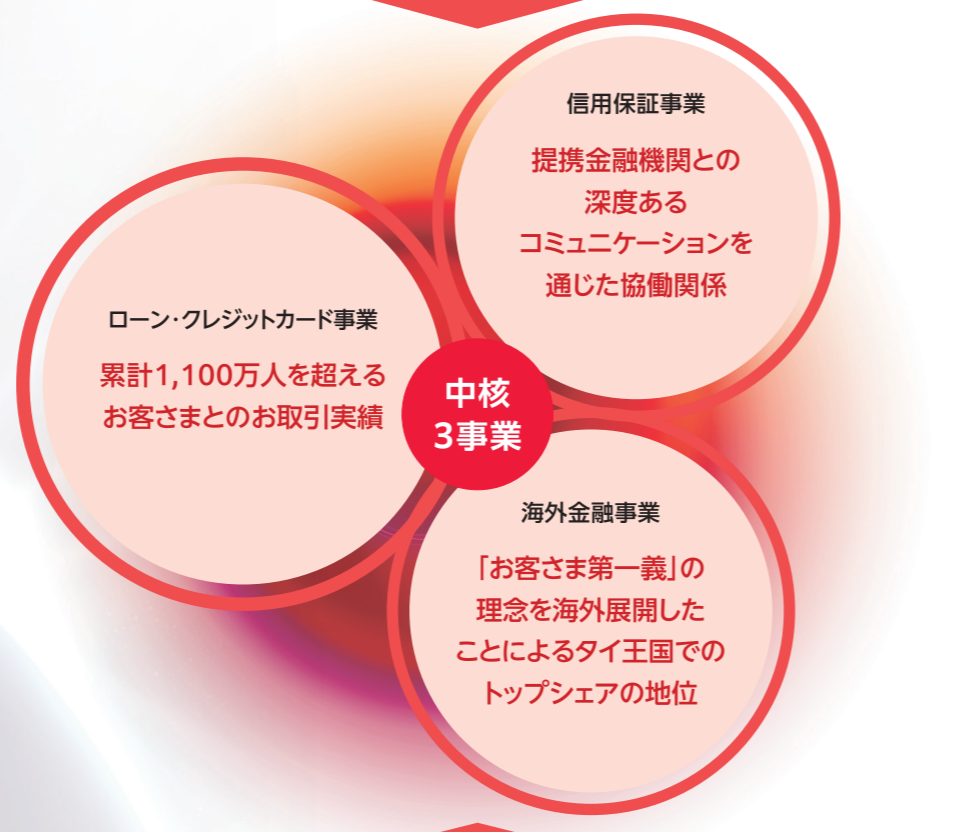 信用保証事業
提携金融機関との
深度ある
コミュニケーションを
通じた協働関係
ローン・クレジットカード事業
累計1,100万人を超える
お客さまとのお取引実績
中核
3事業
海外金融事業
「お客さま第一義」の
理念を海外展開した
ことによるタイ王国での
トップシェアの地位